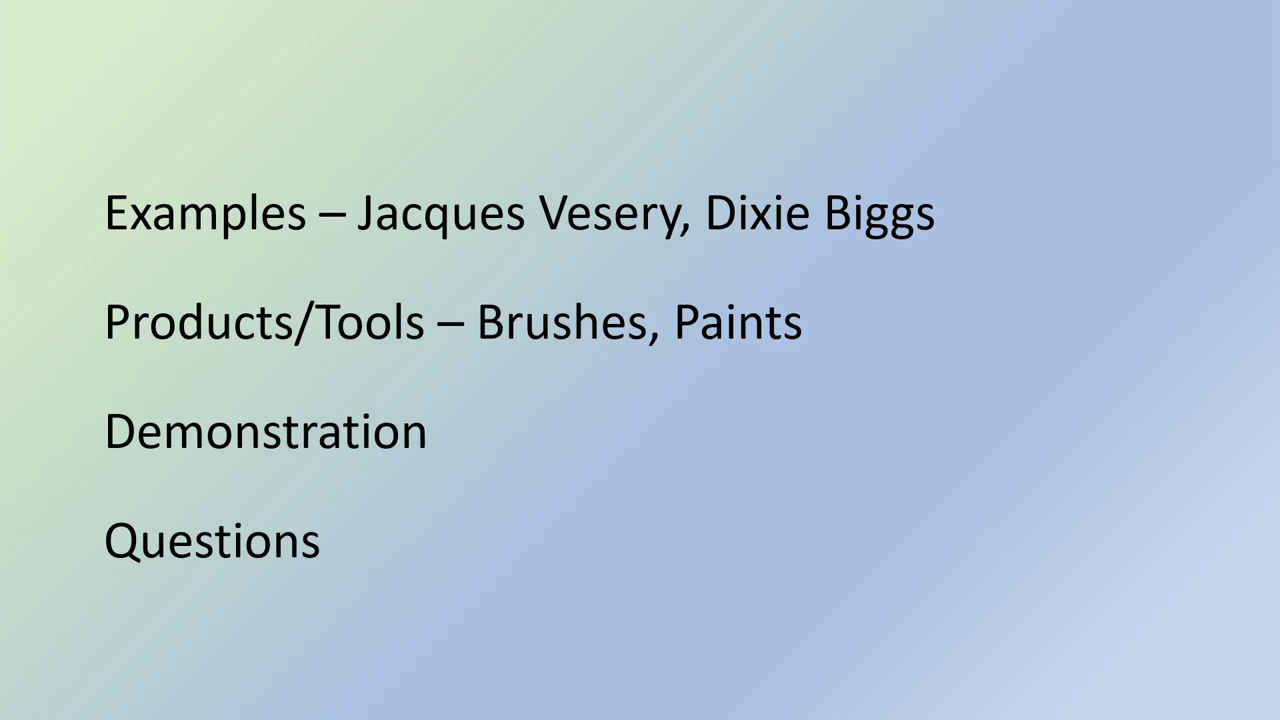 Examples – Jacques Vesery, Dixie Biggs
Products/Tools – Brushes, Paints
Demonstration
Questions